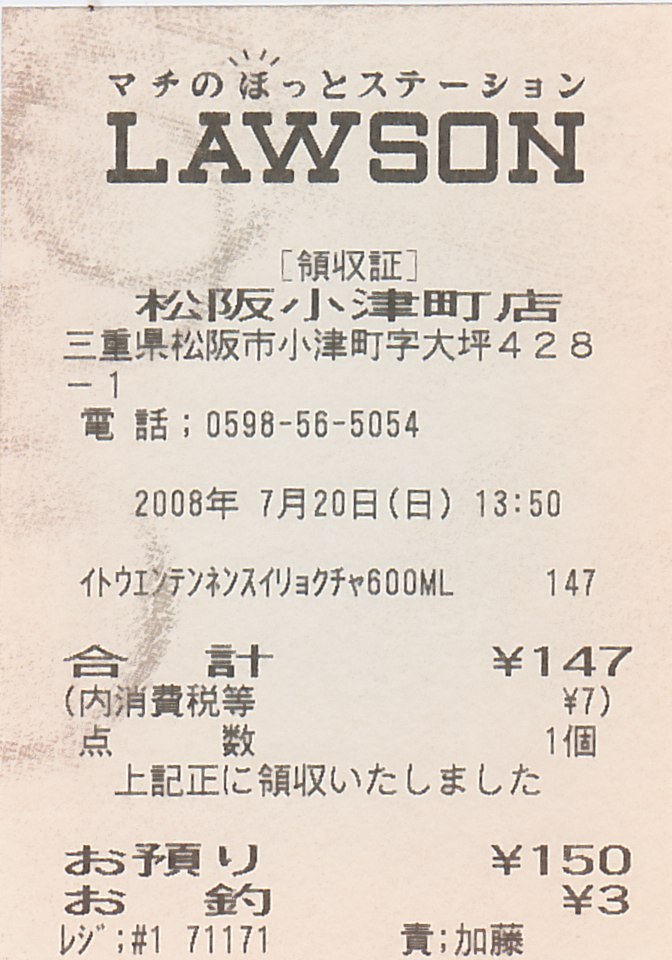 マチのほっとステーション
LAWSON
[領収証]
松阪小津町店
三重県松阪市小津町字大坪428
-1
電話;0598-56-5054
2008年 7月20日(日) 13:50
ｲﾄｳｴﾝﾃﾝﾈﾝｽｲﾘｮｸﾁｬ600ML 147
合計 ¥147
(内消費税等 ¥7)
点数 1個
上記正に領収いたしました
お預り ¥150
お釣 ¥3
ﾚｼﾞ;#1 71171 責;加藤